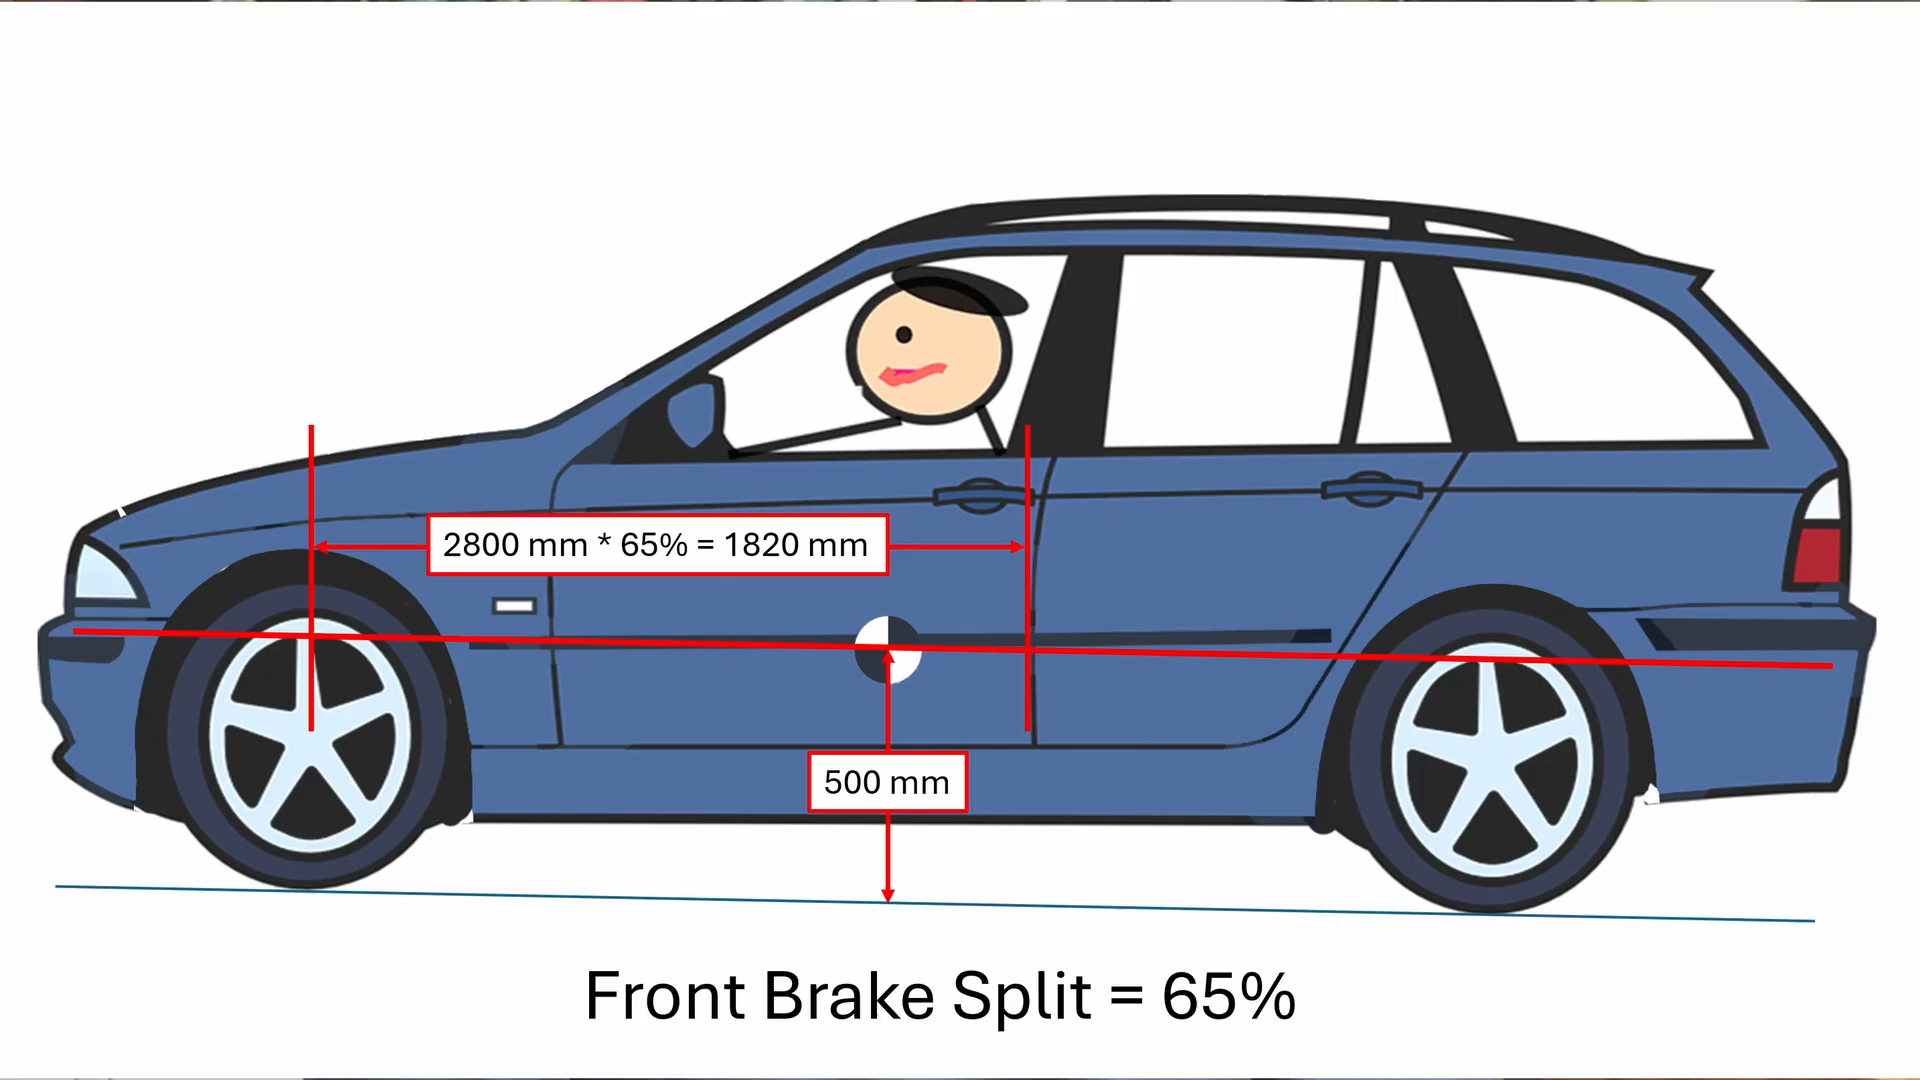 2800 mm * 65% = 1820 mm
500 mm
Front Brake Split = 65%